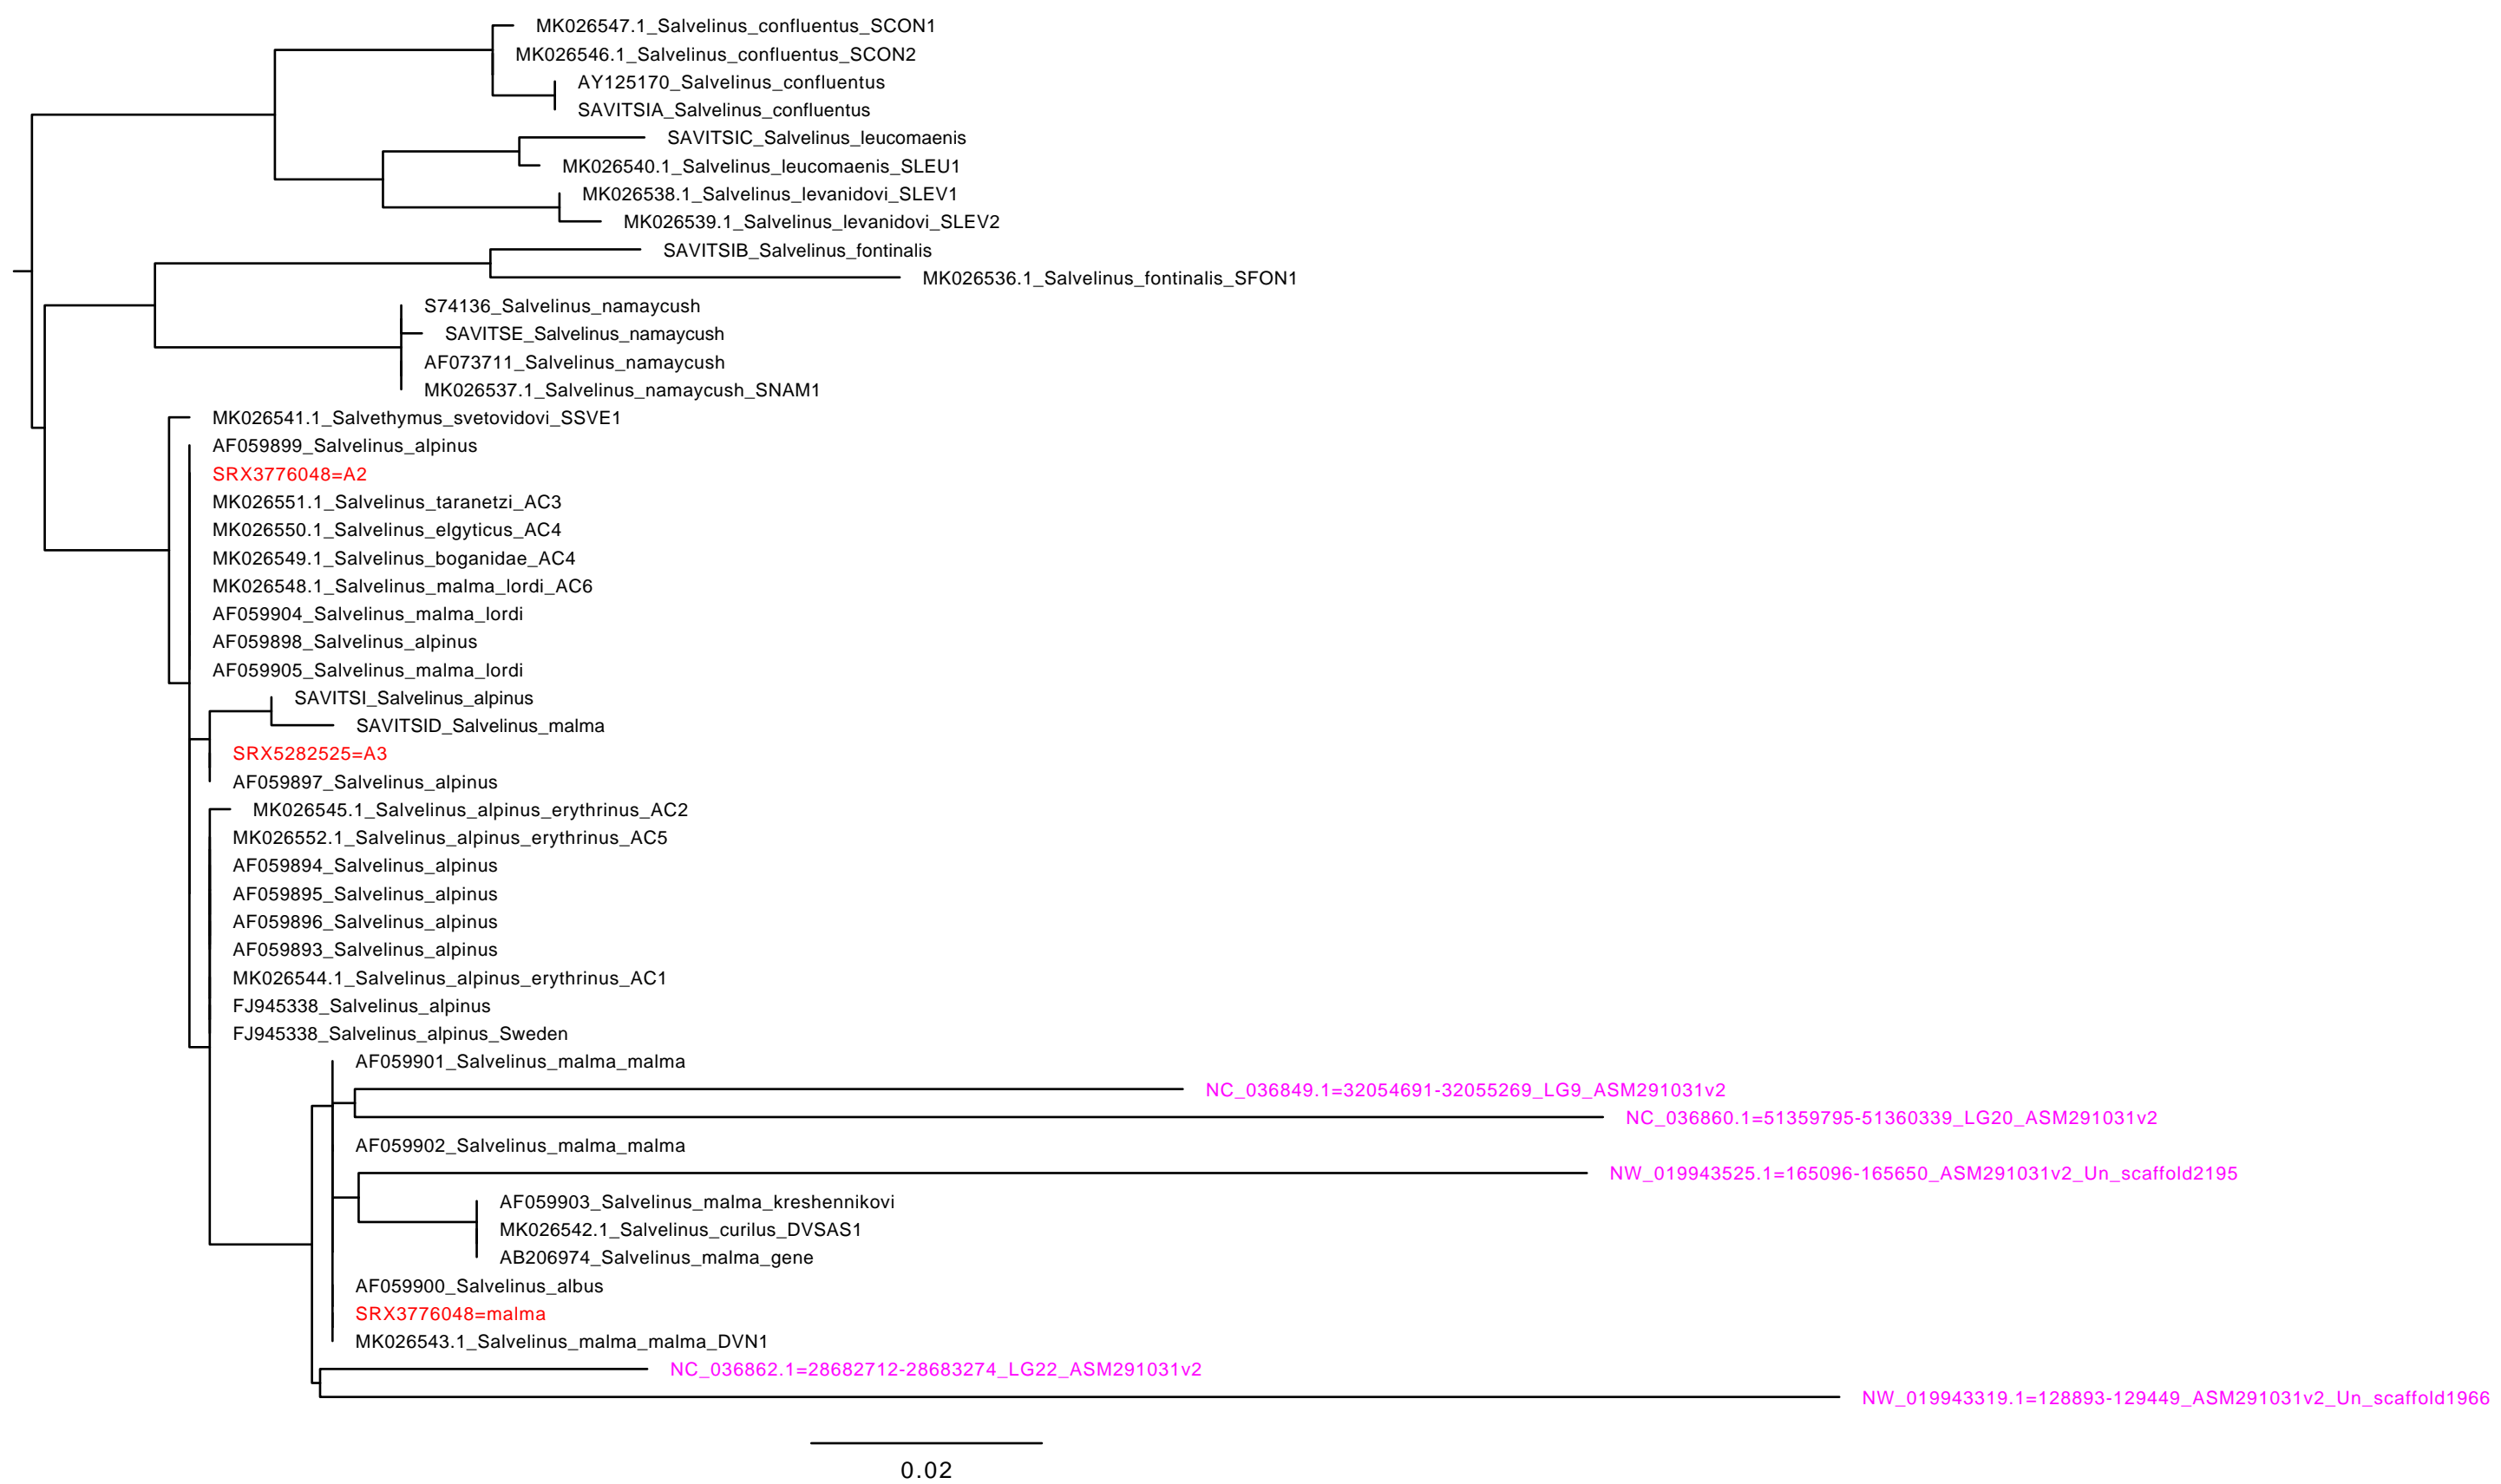 MK026547.1_Salvelinus_confluentus_SCON1
MK026546.1_Salvelinus_confluentus_SCON2
AY125170_Salvelinus_confluentus
SAVITSIA_Salvelinus_confluentus
SAVITSIC_Salvelinus_leucomaenis
MK026540.1_Salvelinus_leucomaenis_SLEU1
MK026538.1_Salvelinus_levanidovi_SLEV1
MK026539.1_Salvelinus_levanidovi_SLEV2
SAVITSIB_Salvelinus_fontinalis
MK026536.1_Salvelinus_fontinalis_SFON1
S74136_Salvelinus_namaycush
SAVITSE_Salvelinus_namaycush
AF073711_Salvelinus_namaycush
MK026537.1_Salvelinus_namaycush_SNAM1
MK026541.1_Salvethymus_svetovidovi_SSVE1
AF059899_Salvelinus_alpinus
SRX3776048=A2
MK026551.1_Salvelinus_taranetzi_AC3
MK026550.1_Salvelinus_elgyticus_AC4
MK026549.1_Salvelinus_boganidae_AC4
MK026548.1_Salvelinus_malma_lordi_AC6
AF059904_Salvelinus_malma_lordi
AF059898_Salvelinus_alpinus
AF059905_Salvelinus_malma_lordi
SAVITSI_Salvelinus_alpinus
SAVITSID_Salvelinus_malma
SRX5282525=A3
AF059897_Salvelinus_alpinus
MK026545.1_Salvelinus_alpinus_erythrinus_AC2
MK026552.1_Salvelinus_alpinus_erythrinus_AC5
AF059894_Salvelinus_alpinus
AF059895_Salvelinus_alpinus
AF059896_Salvelinus_alpinus
AF059893_Salvelinus_alpinus
MK026544.1_Salvelinus_alpinus_erythrinus_AC1
FJ945338_Salvelinus_alpinus
FJ945338_Salvelinus_alpinus_Sweden
AF059901_Salvelinus_malma_malma
NC_036849.1=32054691-32055269_LG9_ASM291031v2
NC_036860.1=51359795-51360339_LG20_ASM291031v2
AF059902_Salvelinus_malma_malma
NW_019943525.1=165096-165650_ASM291031v2_Un_scaffold2195
AF059903_Salvelinus_malma_kreshennikovi
MK026542.1_Salvelinus_curilus_DVSAS1
AB206974_Salvelinus_malma_gene
AF059900_Salvelinus_albus
SRX3776048=malma
MK026543.1_Salvelinus_malma_malma_DVN1
NC_036862.1=28682712-28683274_LG22_ASM291031v2
NW_019943319.1=128893-129449_ASM291031v2_Un_scaffold1966
0.02